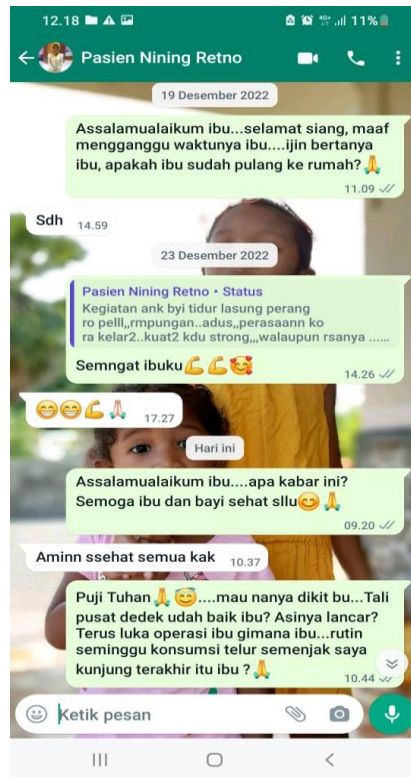 12.18
11%
Pasien Nining Retno
19 Desember 2022
Assalamualaikum ibu...selamat siang, maaf
mengganggu waktunya ibu....ijin bertanya
ibu, apakah ibu sudah pulang ke rumah?🙏
11.09
Sdh
14.59
23 Desember 2022
Pasien Nining Retno • Status
Kegiatan ank byi tidur lasung perang
ro pelll,,rmpungan..adus,,perasaann ko
ra kelar2..kuat2 kdu strong,,,walaupun rsanya ......
Semngat ibuku💪💪🥰
14.26
😁😁💪🙏
17.27
Hari ini
Assalamualaikum ibu....apa kabar ini?
Semoga ibu dan bayi sehat sllu😊🙏
09.20
Aminn ssehat semua kak
10.37
Puji Tuhan🙏😇....mau nanya dikit bu...Tali
pusat dedek udah baik ibu? Asinya lancar?
Terus luka operasi ibu gimana ibu...rutin
seminggu konsumsi telur semenjak saya
kunjung terakhir itu ibu ?🙏
10.44
Ketik pesan